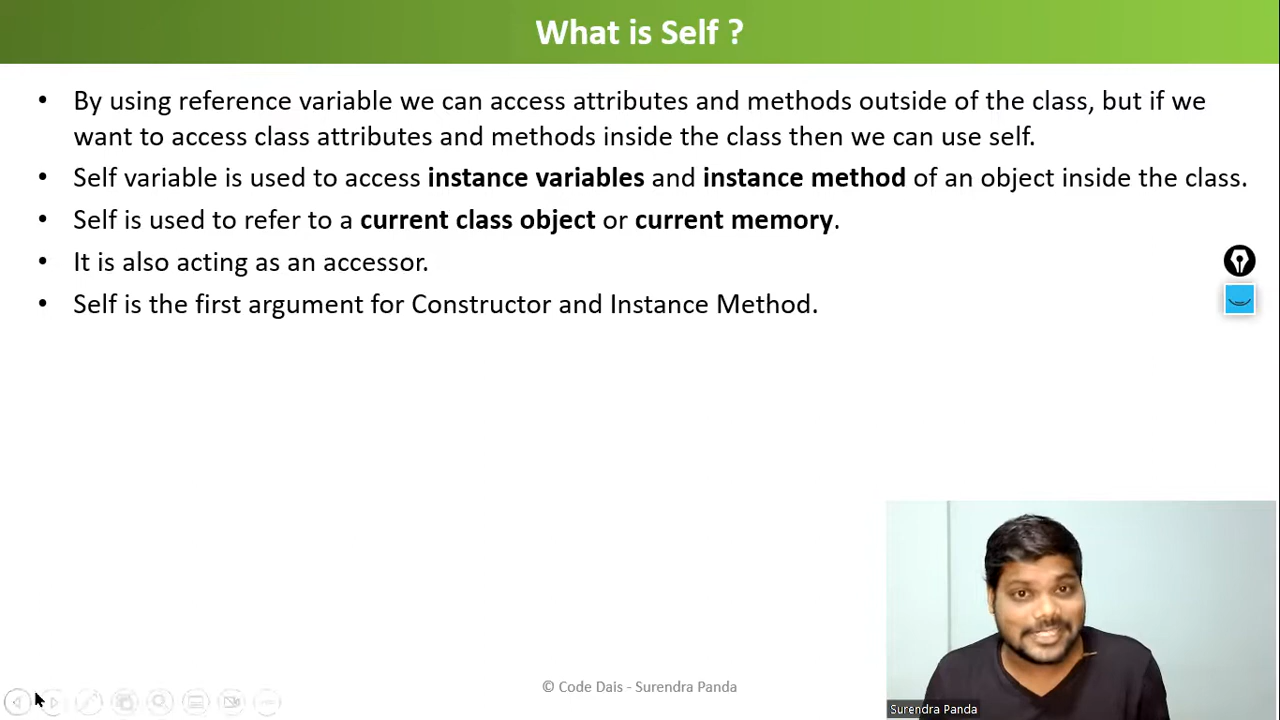 What is Self ?
• By using reference variable we can access attributes and methods outside of the class, but if we
want to access class attributes and methods inside the class then we can use self.
• Self variable is used to access instance variables and instance method of an object inside the class.
• Self is used to refer to a current class object or current memory.
• It is also acting as an accessor.
• Self is the first argument for Constructor and Instance Method.
© Code Dais - Surendra Panda
Surendra Panda